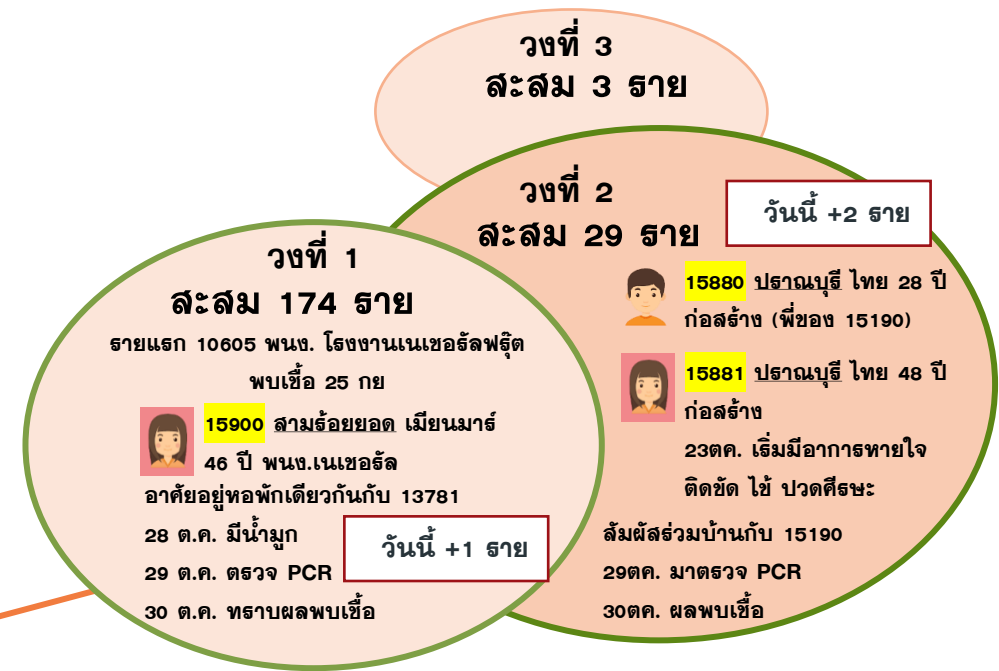 วงที่ 3
สะสม 3 ราย
วงที่ 2
สะสม 29 ราย
วันนี้ +2 ราย
15880 ปราณบุรี ไทย 28 ปี
ก่อสร้าง (พี่ของ 15190)
15881 ปราณบุรี ไทย 48 ปี
ก่อสร้าง
23ตค. เริ่มมีอาการหายใจ
ติดขัด ไข้ ปวดศีรษะ
สัมผัสร่วมบ้านกับ 15190
29ตค. มาตรวจ PCR
30ตค. ผลพบเชื้อ
วงที่ 1
สะสม 174 ราย
รายแรก 10605 พนง. โรงงานเนเชอรัลฟรุ๊ต
พบเชื้อ 25 กย
15900 สามร้อยยอด เมียนมาร์
46 ปี พนง.เนเชอรัล
อาศัยอยู่หอพักเดียวกันกับ 13781
28 ต.ค. มีน้ำมูก
29 ต.ค. ตรวจ PCR
30 ต.ค. ทราบผลพบเชื้อ
วันนี้ +1 ราย